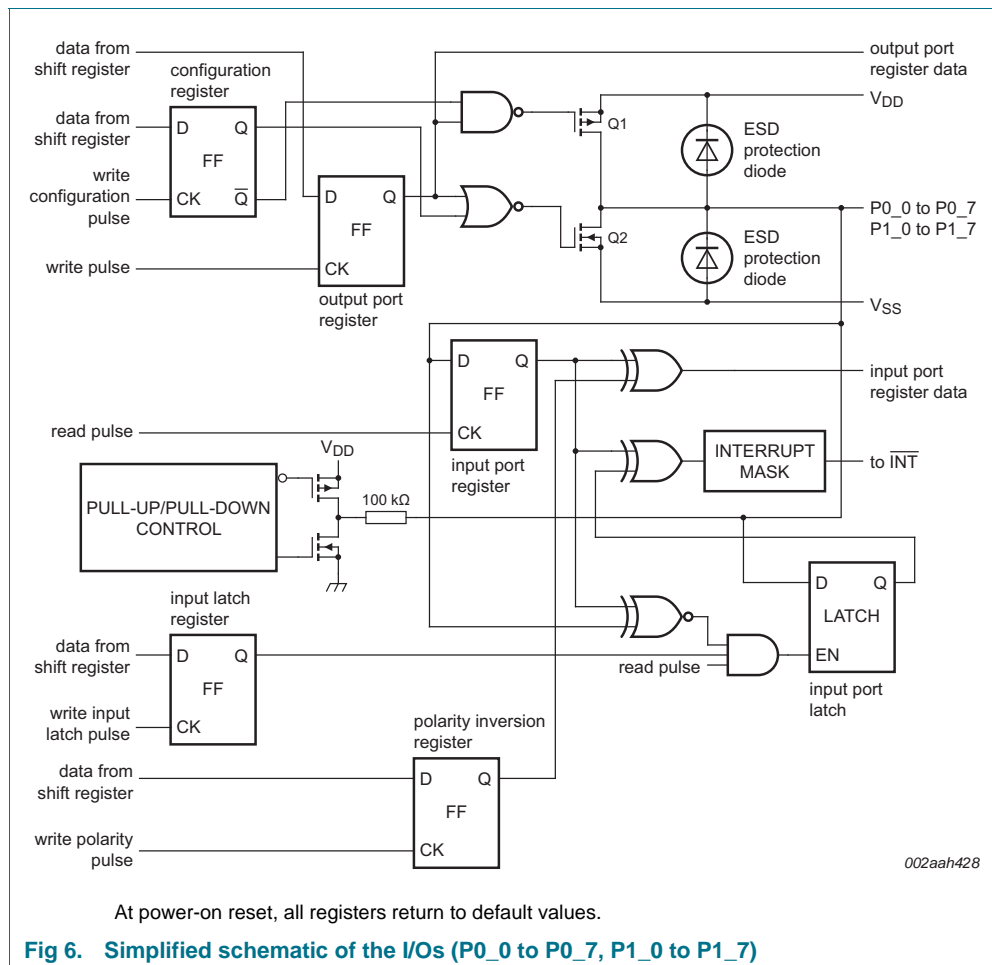 data from
shift register
configuration
register
data from
shift register
D
Q
FF
write
configuration
pulse
CK
Q
D
Q
FF
write pulse
CK
output port
register
Q1
Q2
output port
register data
VDD
ESD
protection
diode
P0_0 to P0_7
P1_0 to P1_7
ESD
protection
diode
VSS
D
Q
FF
read pulse
CK
input port
register
input port
register data
INTERRUPT
MASK
to INT
VDD
PULL-UP/PULL-DOWN
CONTROL
100 kΩ
D
Q
LATCH
EN
read pulse
input port
latch
input latch
register
data from
shift register
D
Q
FF
write input
latch pulse
CK
polarity inversion
register
data from
shift register
D
Q
FF
write polarity
pulse
CK
002aah428
At power-on reset, all registers return to default values.
Fig 6. Simplified schematic of the I/Os (P0_0 to P0_7, P1_0 to P1_7)